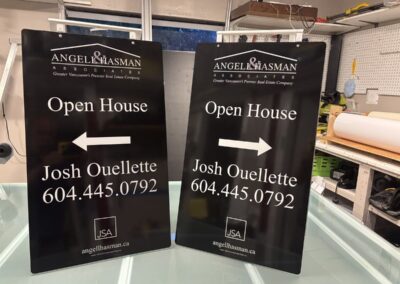 ANGELL & HASMAN
ASSOCIATES
Greater Vancouver's Premier Real Estate Company
Open House
Josh Ouellette
604.445.0792
JSA
angellhasman.ca
ANGELL & HASMAN
ASSOCIATES
Greater Vancouver's Premier Real Estate Company
Open House
Josh Ouellette
604.445.0792
JSA
angellhasman.ca